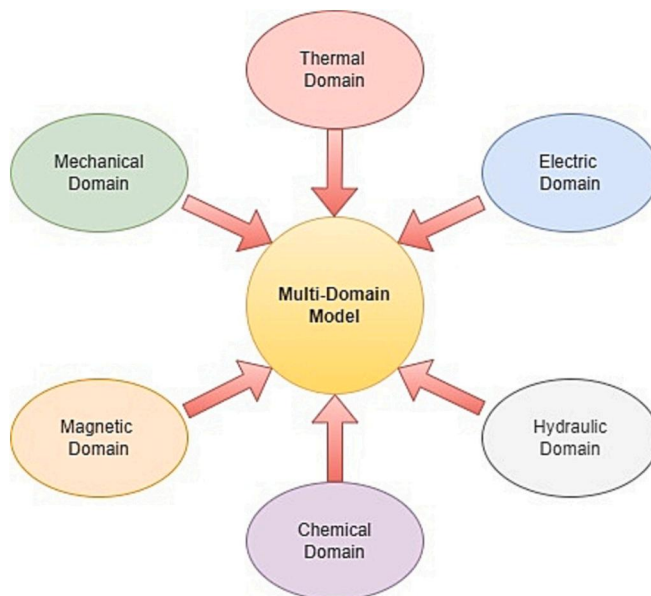 Thermal
Domain
Mechanical
Domain
Electric
Domain
Multi-Domain
Model
Magnetic
Domain
Hydraulic
Domain
Chemical
Domain